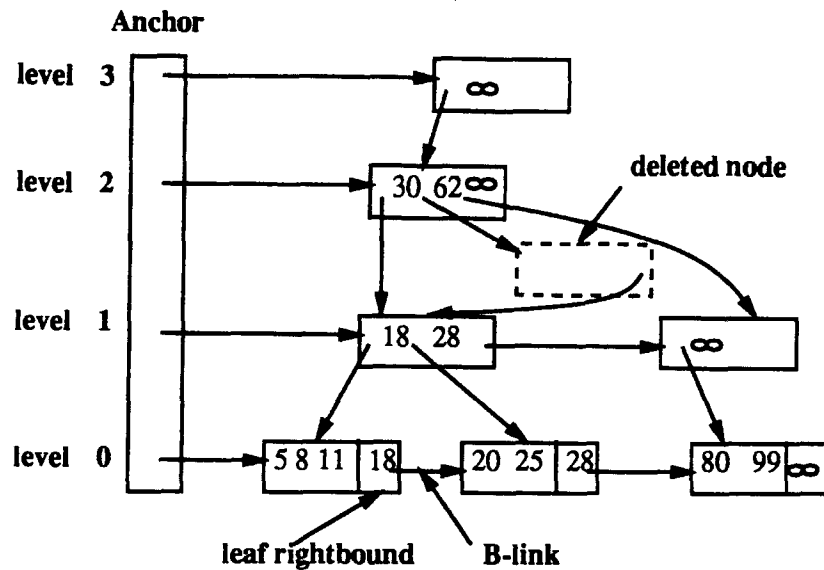 Anchor
level 3
∞
level 2
30 62 ∞
deleted node
level 1
18 28
∞
level 0
5 8 11 18
20 25 28
80 99 ∞
leaf rightbound
B-link